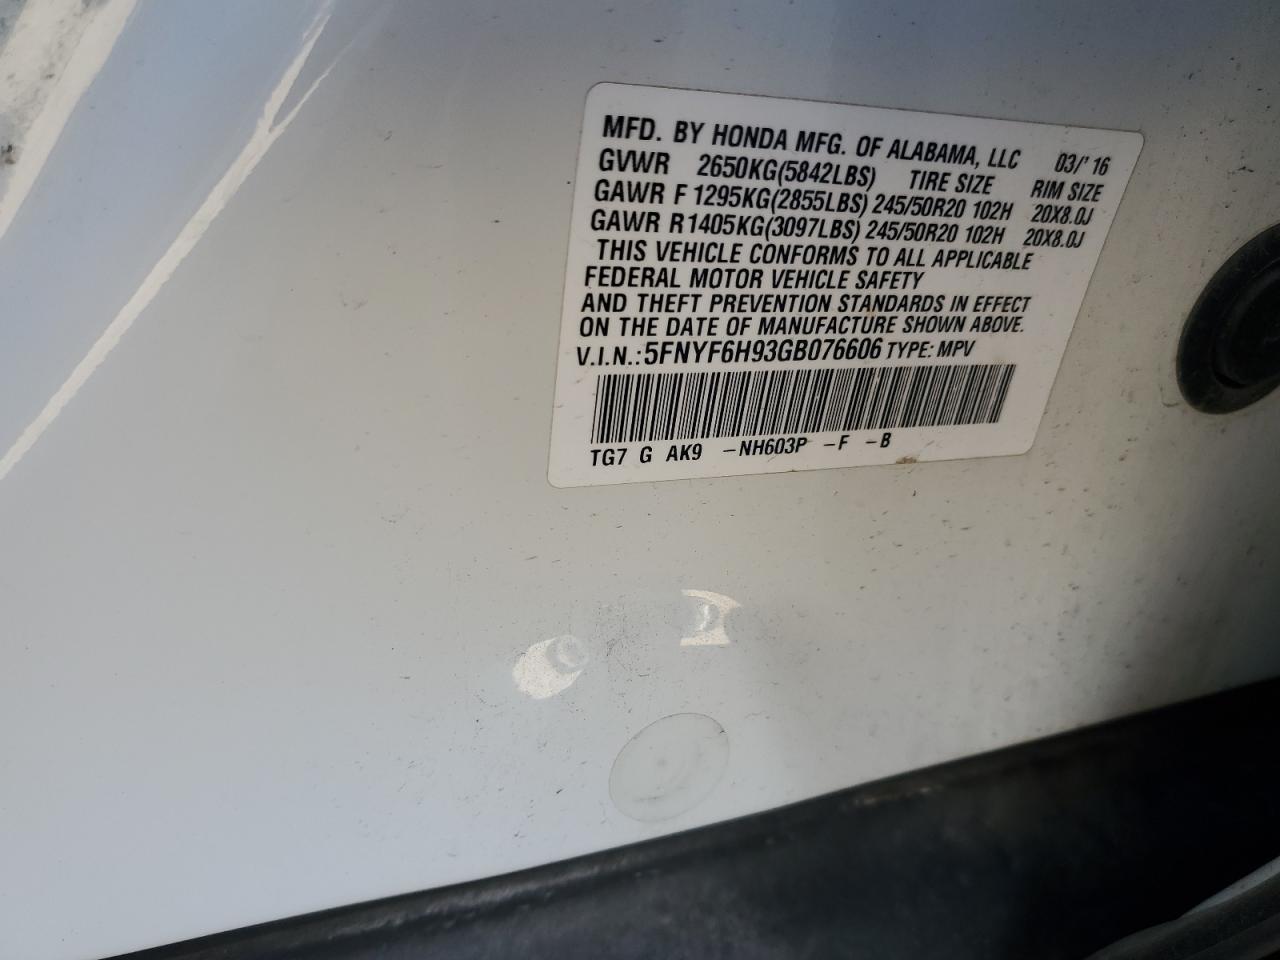 MFD. BY HONDA MFG. OF ALABAMA, LLC 03/'16
GVWR 2650KG(5842LBS) TIRE SIZE RIM SIZE
GAWR F 1295KG(2855LBS) 245/50R20 102H 20X8.0J
GAWR R1405KG(3097LBS) 245/50R20 102H 20X8.0J
THIS VEHICLE CONFORMS TO ALL APPLICABLE
FEDERAL MOTOR VEHICLE SAFETY
AND THEFT PREVENTION STANDARDS IN EFFECT
ON THE DATE OF MANUFACTURE SHOWN ABOVE.
V.I.N.:5FNYF6H93GB076606 TYPE: MPV
TG7 G AK9 -NH603P -F -B